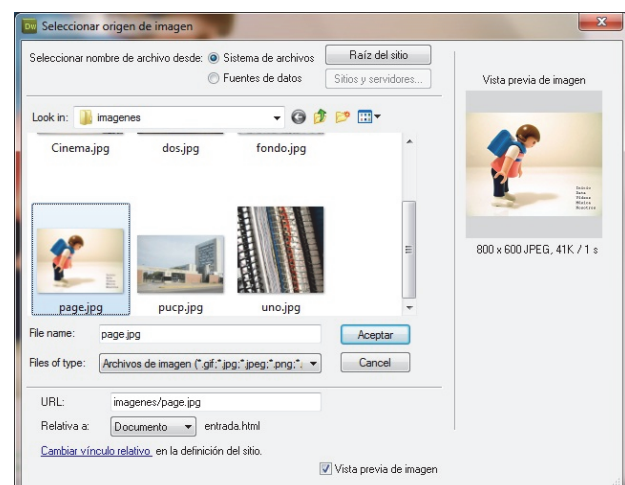 Dw Seleccionar origen de imagen
Seleccionar nombre de archivo desde: Sistema de archivos Raíz del sitio
Fuentes de datos Sitios y servidores...
Vista previa de imagen
Look in: imagenes
Cinema.jpg dos.jpg fondo.jpg
page.jpg pucp.jpg uno.jpg
800 x 600 JPEG, 41K / 1 s
File name: page.jpg Aceptar
Files of type: Archivos de imagen (*.gif;*.jpg;*.jpeg;*.png;*.; Cancel
URL: imagenes/page.jpg
Relativa a: Documento entrada.html
Cambiar vínculo relativo en la definición del sitio.
Vista previa de imagen